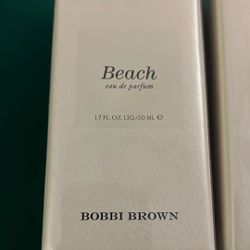 Beach
eau de parfum
1.7 FL. OZ. LIQ./50 ML ℮
BOBBI BROWN